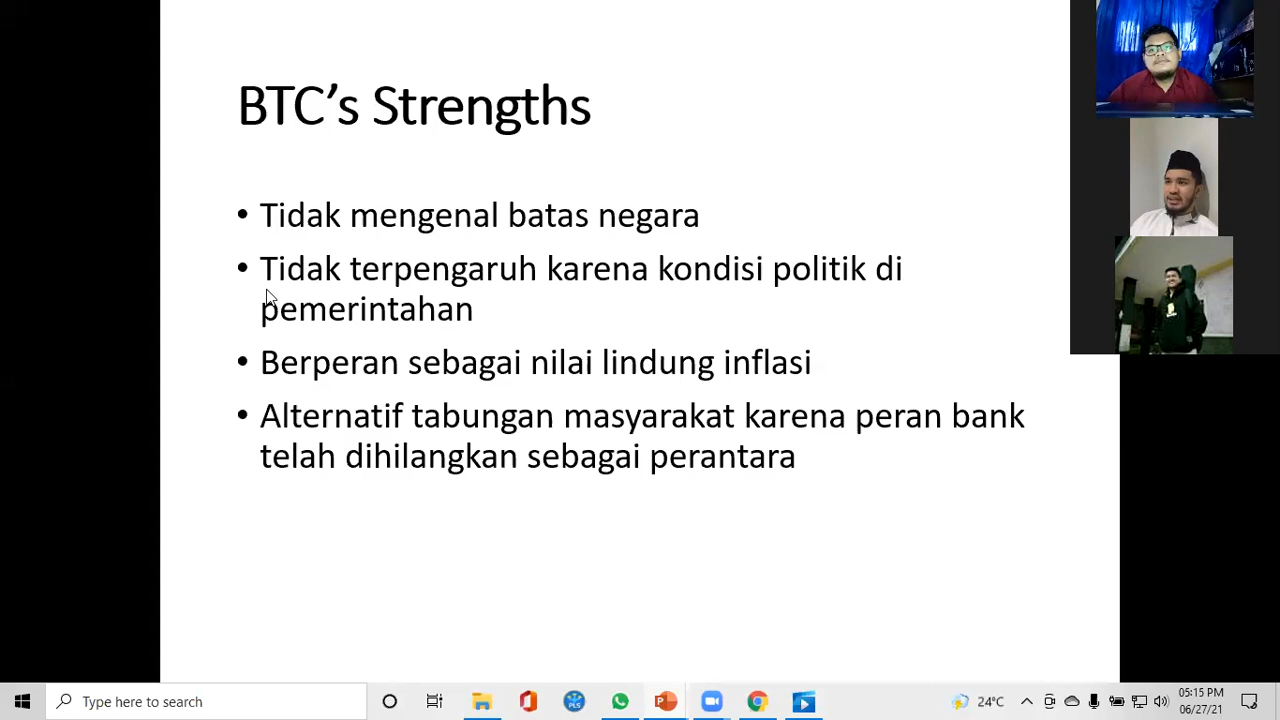 BTC's Strengths
• Tidak mengenal batas negara
• Tidak terpengaruh karena kondisi politik di
pemerintahan
• Berperan sebagai nilai lindung inflasi
• Alternatif tabungan masyarakat karena peran bank
telah dihilangkan sebagai perantara
Type here to search
PLS
24°C
05:15 PM
06/27/21